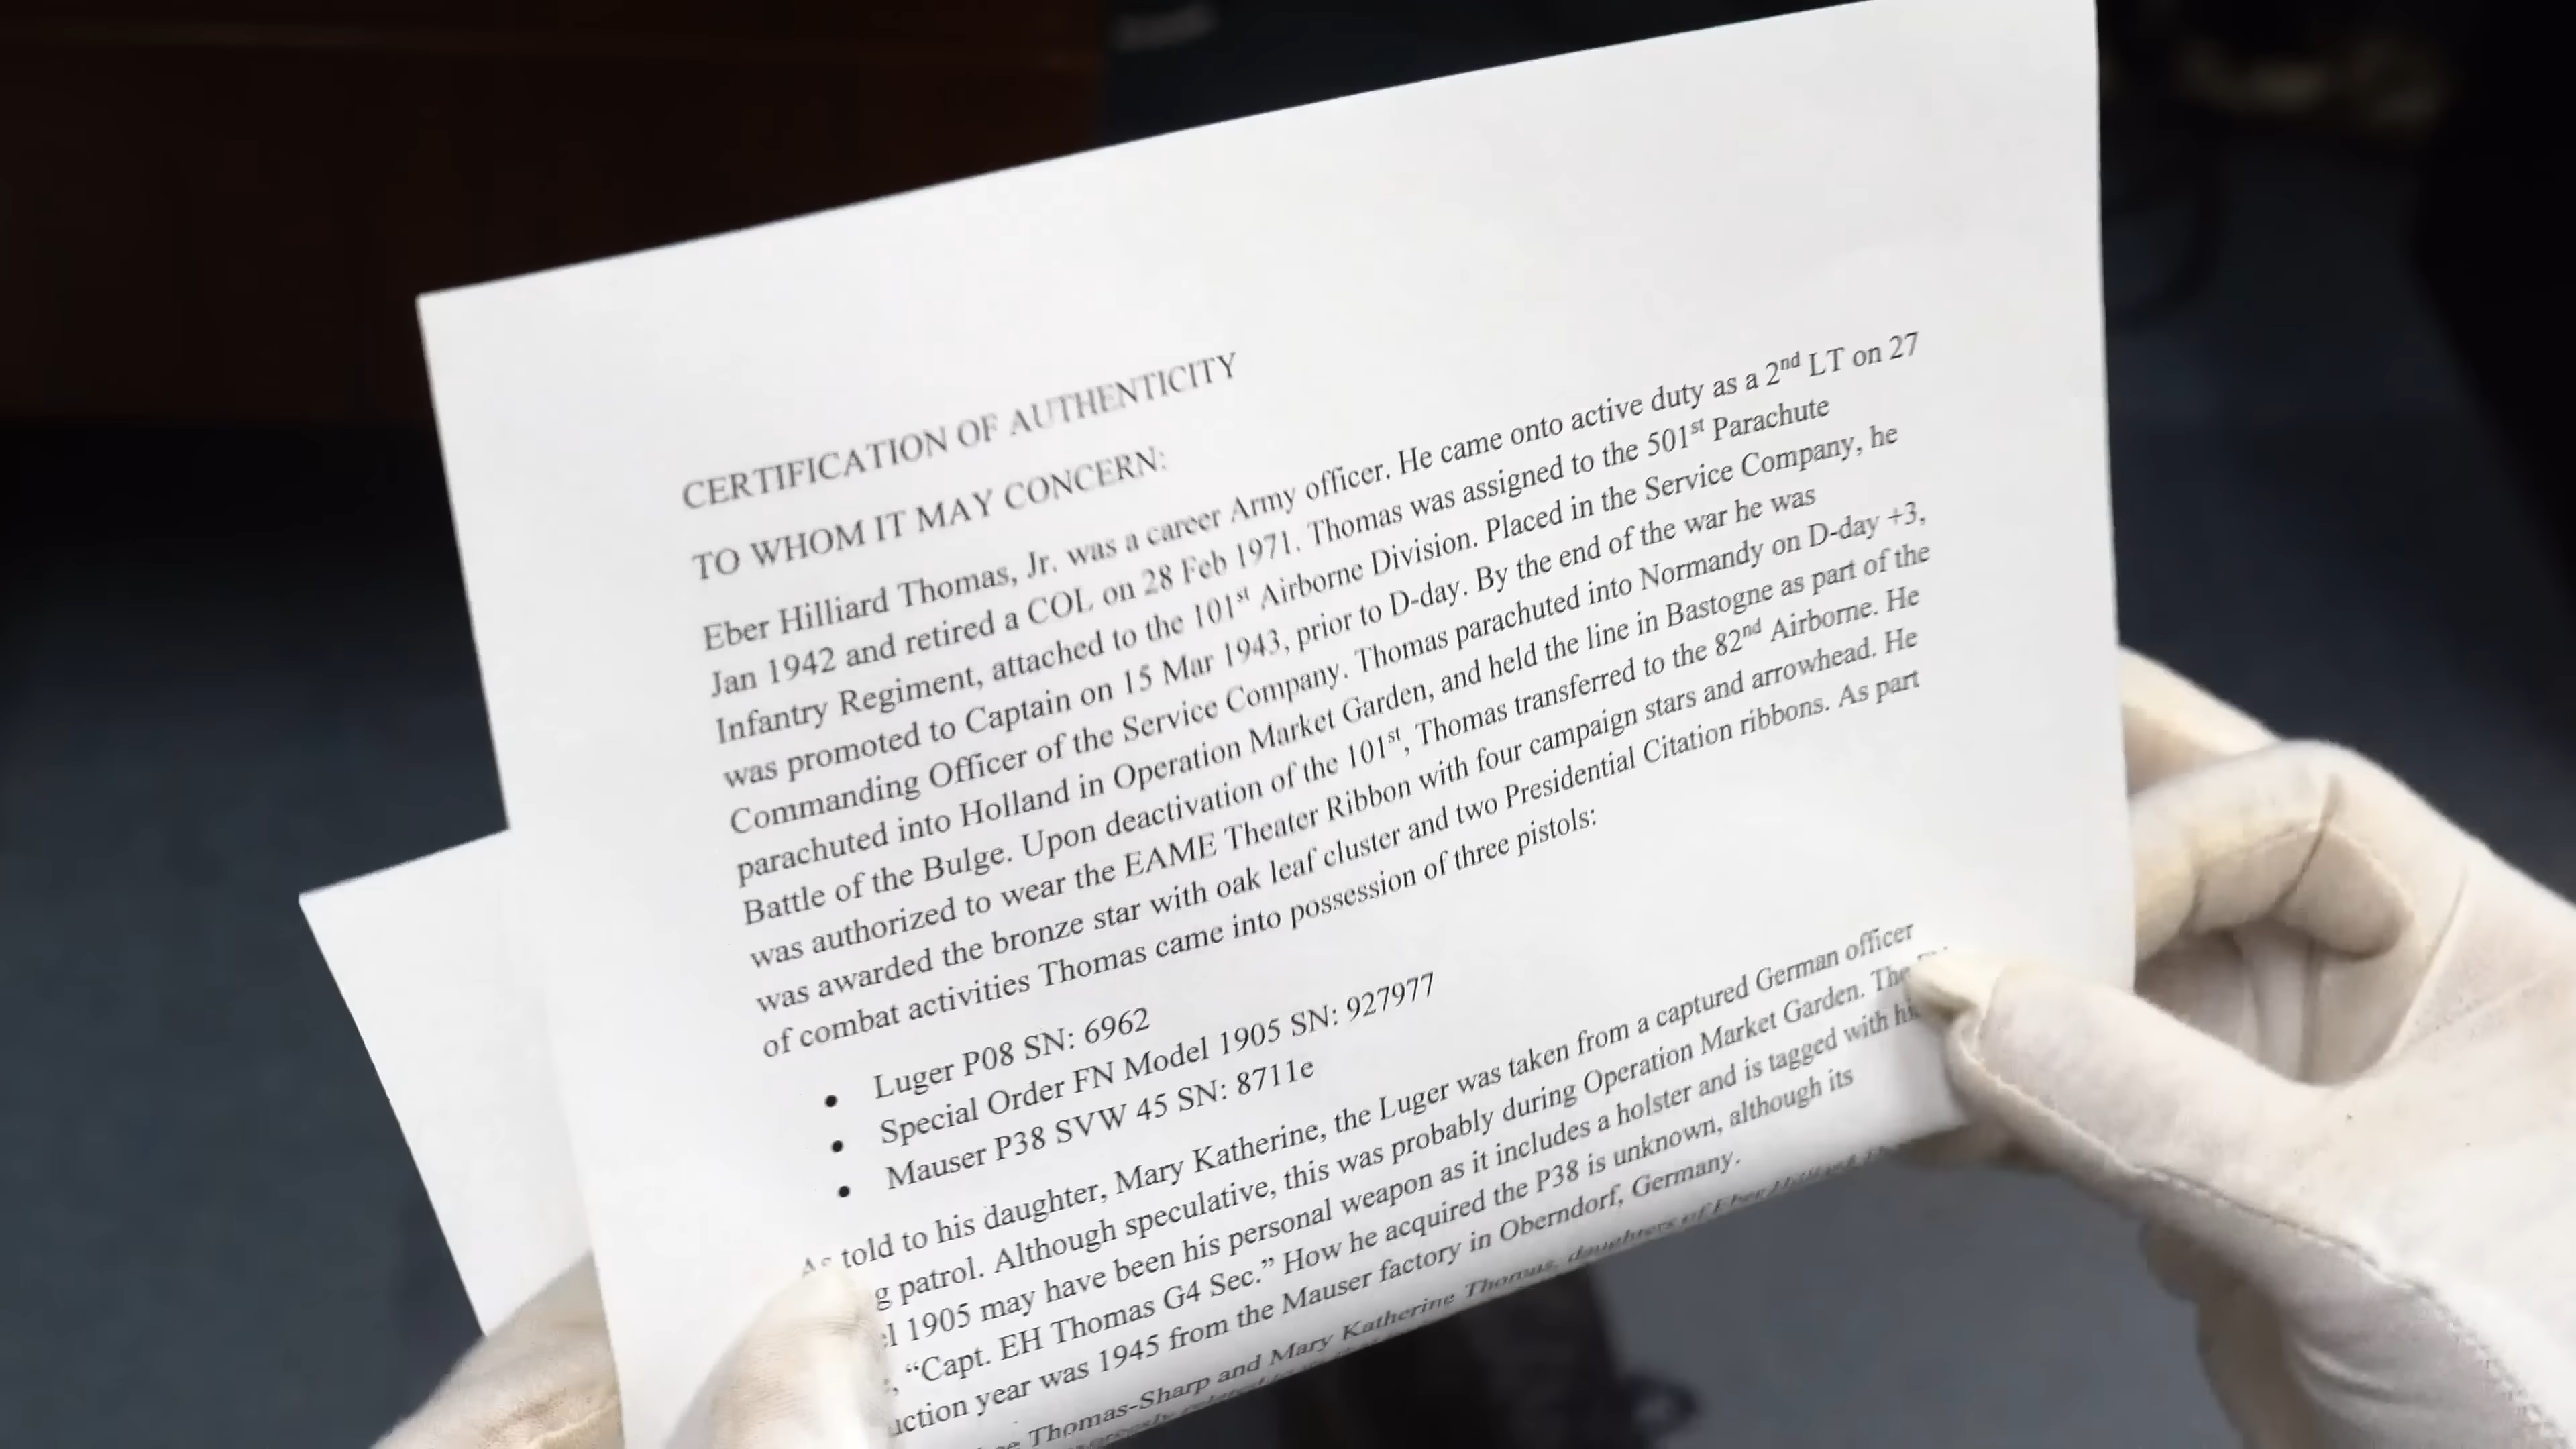 CERTIFICATION OF AUTHENTICITY
TO WHOM IT MAY CONCERN:
Eber Hilliard Thomas, Jr. was a career Army officer. He came onto active duty as a 2nd LT on 27
Jan 1942 and retired a COL on 28 Feb 1971. Thomas was assigned to the 501st Parachute
Infantry Regiment, attached to the 101st Airborne Division. Placed in the Service Company, he
was promoted to Captain on 15 Mar 1943, prior to D-day. By the end of the war he was
Commanding Officer of the Service Company. Thomas parachuted into Normandy on D-day +3,
parachuted into Holland in Operation Market Garden, and held the line in Bastogne as part of the
Battle of the Bulge. Upon deactivation of the 101st, Thomas transferred to the 82nd Airborne. He
was authorized to wear the EAME Theater Ribbon with four campaign stars and arrowhead. He
was awarded the bronze star with oak leaf cluster and two Presidential Citation ribbons. As part
of combat activities Thomas came into possession of three pistols:
• Luger P08 SN: 6962
• Special Order FN Model 1905 SN: 927977
• Mauser P38 SVW 45 SN: 8711e
As told to his daughter, Mary Katherine, the Luger was taken from a captured German officer
patrol. Although speculative, this was probably during Operation Market Garden. The
1905 may have been his personal weapon as it includes a holster and is tagged with
“Capt. EH Thomas G4 Sec.” How he acquired the P38 is unknown, although its
year was 1945 from the Mauser factory in Oberndorf, Germany.
Thomas-Sharp and Mary Katherine Thomas, daughters of Eber